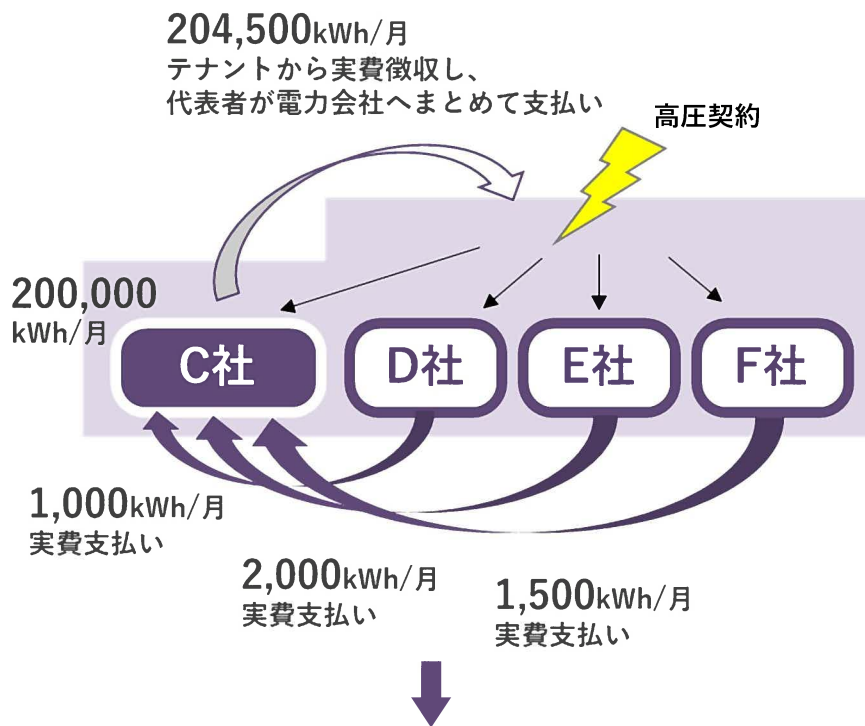 204,500kWh/月
テナントから実費徴収し、
代表者が電力会社へまとめて支払い
高圧契約
200,000
kWh/月
C社
D社
E社
F社
1,000kWh/月
実費支払い
2,000kWh/月
実費支払い
1,500kWh/月
実費支払い